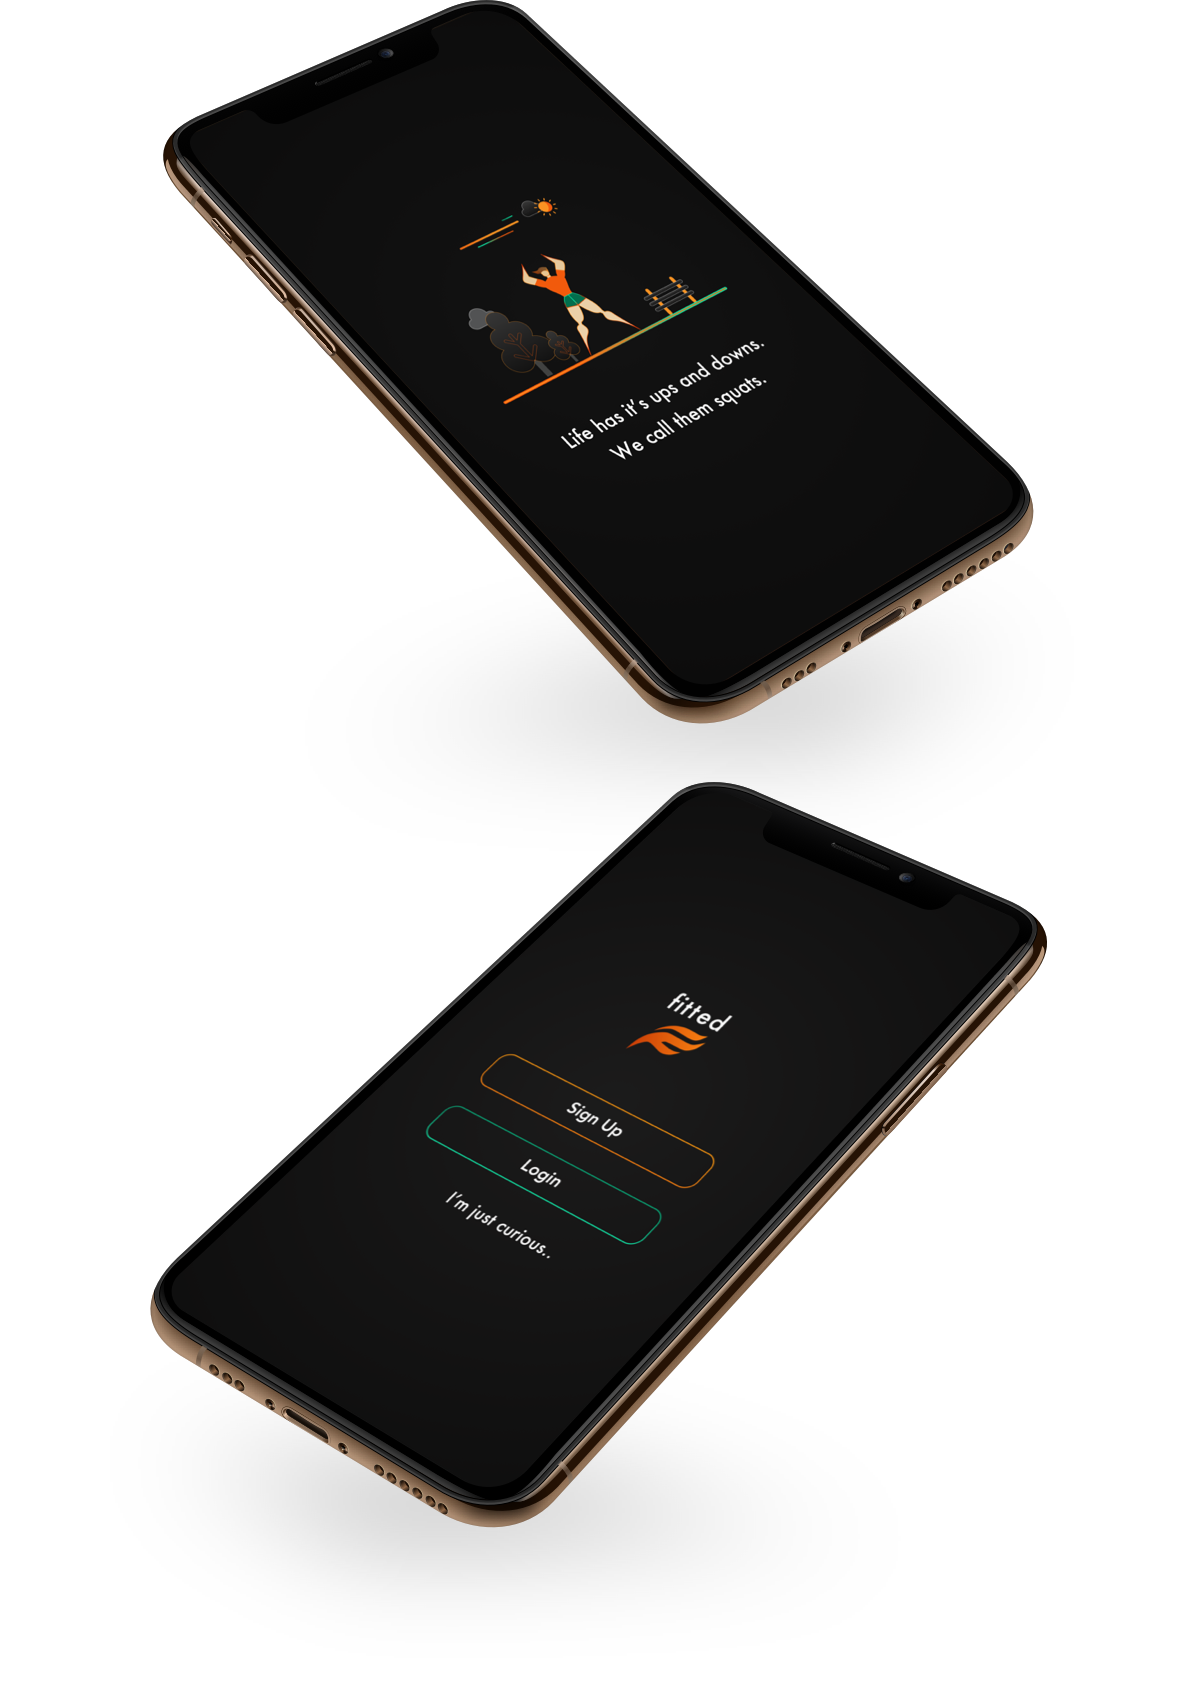 Life has it's ups and downs.
We call them squats.
fitted
Sign Up
Login
I'm just curious..